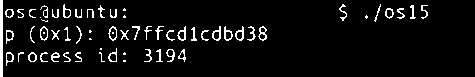 osc@ubuntu: $ ./os15
p (0x1): 0x7ffcd1cdbd38
process id: 3194